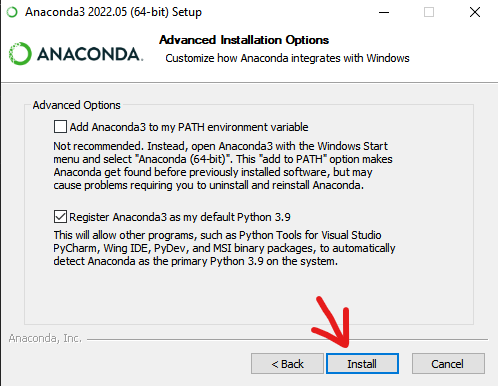 Anaconda3 2022.05 (64-bit) Setup
Advanced Installation Options
Customize how Anaconda integrates with Windows
ANACONDA.
Advanced Options
Add Anaconda3 to my PATH environment variable
Not recommended. Instead, open Anaconda3 with the Windows Start
menu and select "Anaconda (64-bit)". This "add to PATH" option makes
Anaconda get found before previously installed software, but may
cause problems requiring you to uninstall and reinstall Anaconda.
Register Anaconda3 as my default Python 3.9
This will allow other programs, such as Python Tools for Visual Studio
PyCharm, Wing IDE, PyDev, and MSI binary packages, to automatically
detect Anaconda as the primary Python 3.9 on the system.
Anaconda, Inc.
< Back
Install
Cancel